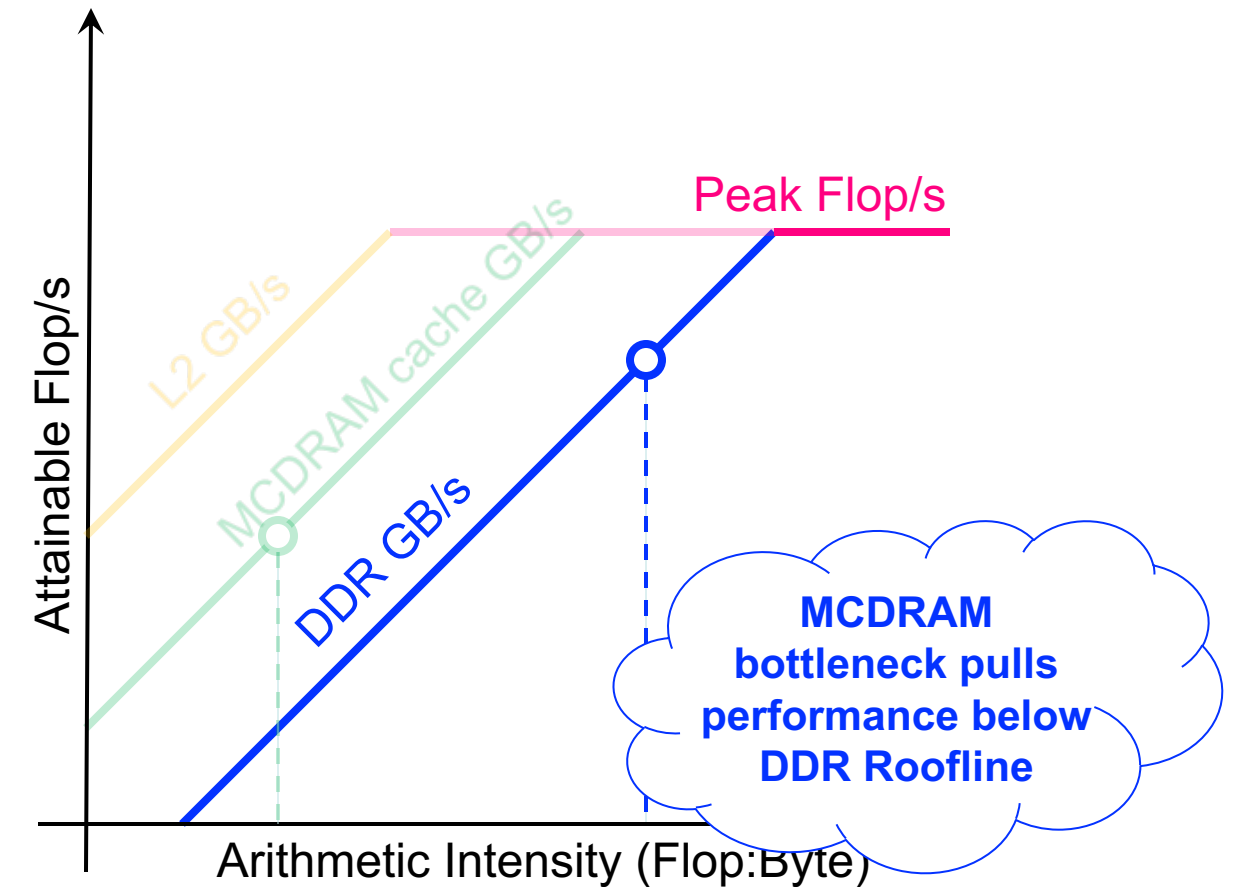 Peak Flop/s
L2 GB/s
MCDRAM cache GB/s
DDR GB/s
Attainable Flop/s
MCDRAM
bottleneck pulls
performance below
DDR Roofline
Arithmetic Intensity (Flop:Byte)